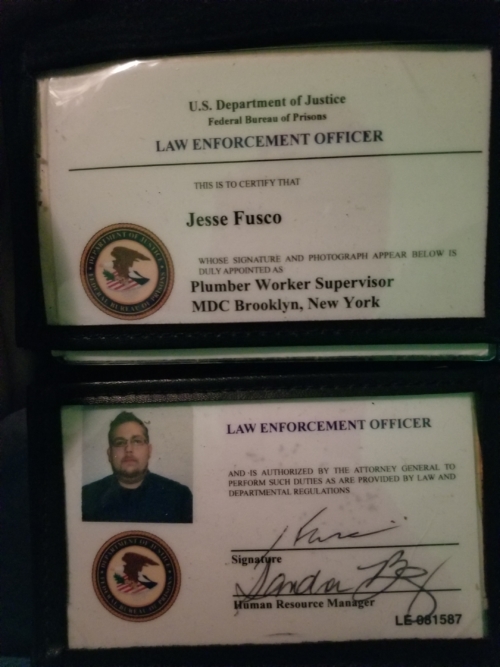 U.S. Department of Justice
Federal Bureau of Prisons
LAW ENFORCEMENT OFFICER
THIS IS TO CERTIFY THAT
Jesse Fusco
WHOSE SIGNATURE AND PHOTOGRAPH APPEAR BELOW IS
DULY APPOINTED AS
Plumber Worker Supervisor
MDC Brooklyn, New York
LAW ENFORCEMENT OFFICER
AND IS AUTHORIZED BY THE ATTORNEY GENERAL TO
PERFORM SUCH DUTIES AS ARE PROVIDED BY LAW AND
DEPARTMENTAL REGULATIONS
Signature
Sandra
Human Resource Manager
LE-081587